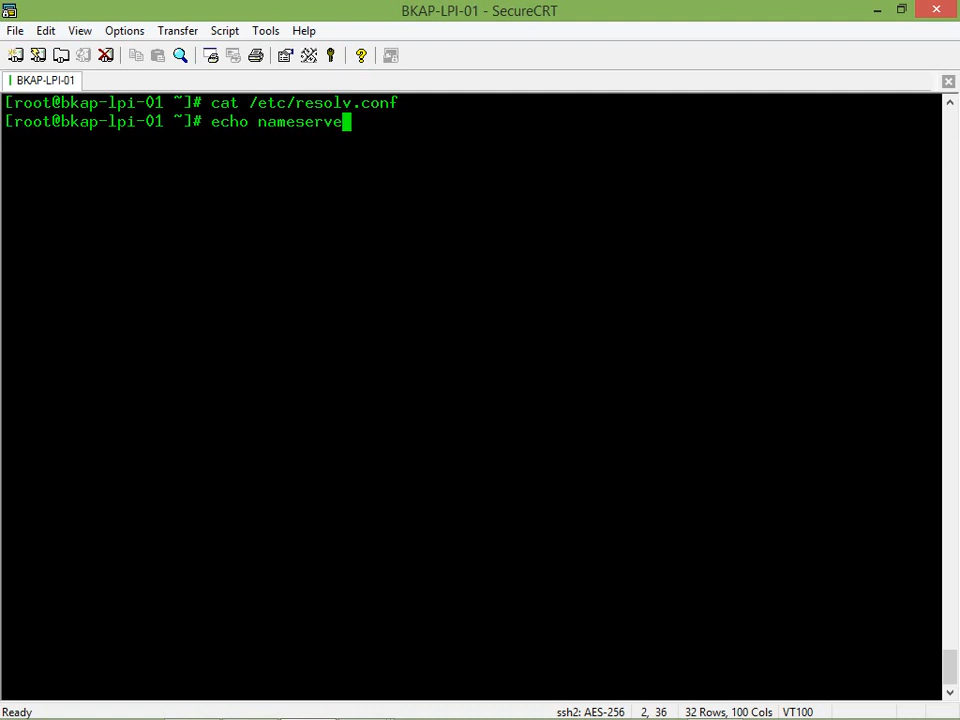 BKAP-LPI-01 - SecureCRT
File Edit View Options Transfer Script Tools Help
BKAP-LPI-01
[root@bkap-lpi-01 ~]# cat /etc/resolv.conf
[root@bkap-lpi-01 ~]# echo nameserve
Ready ssh2: AES-256 2, 36 32 Rows, 100 Cols VT100